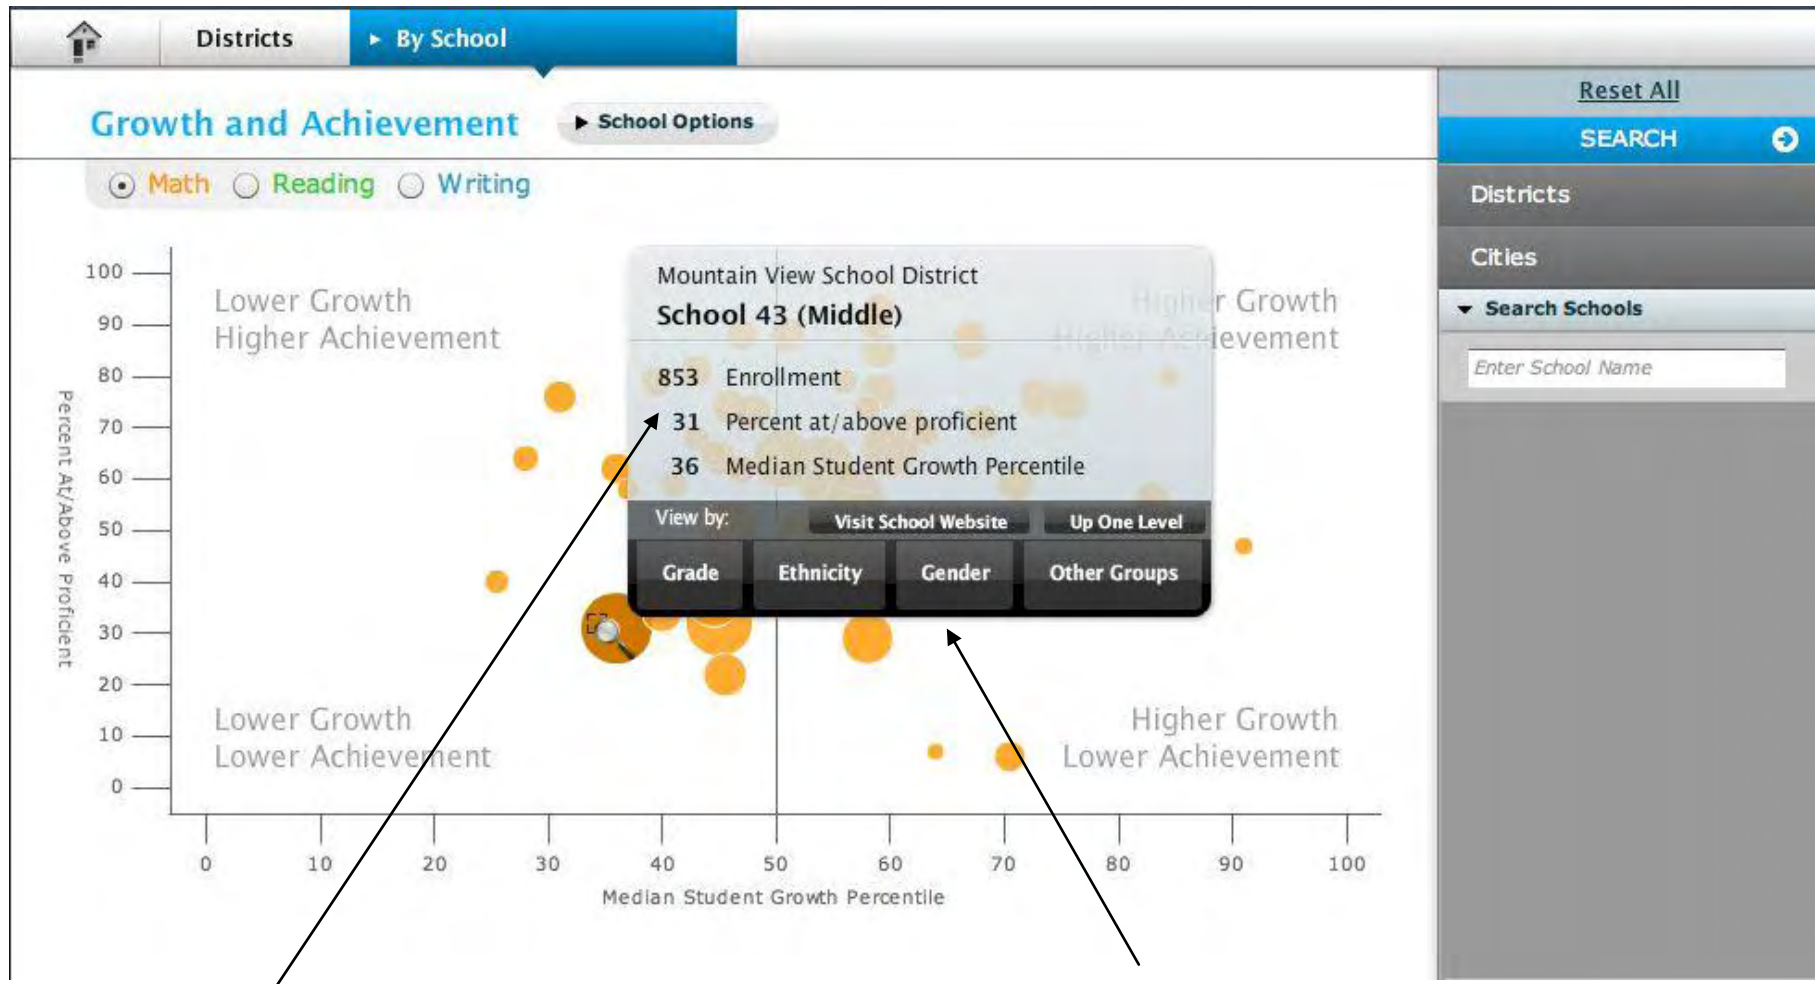 Districts
By School
Reset All
Growth and Achievement
School Options
SEARCH
Math Reading Writing
Districts
Cities
Search Schools
Enter School Name
Percent At/Above Proficient
100
90
80
70
60
50
40
30
20
10
0
Lower Growth
Higher Achievement
Higher Growth
Higher Achievement
Mountain View School District
School 43 (Middle)
853 Enrollment
31 Percent at/above proficient
36 Median Student Growth Percentile
View by: Visit School Website Up One Level
Grade Ethnicity Gender Other Groups
Lower Growth
Lower Achievement
Higher Growth
Lower Achievement
0 10 20 30 40 50 60 70 80 90 100
Median Student Growth Percentile